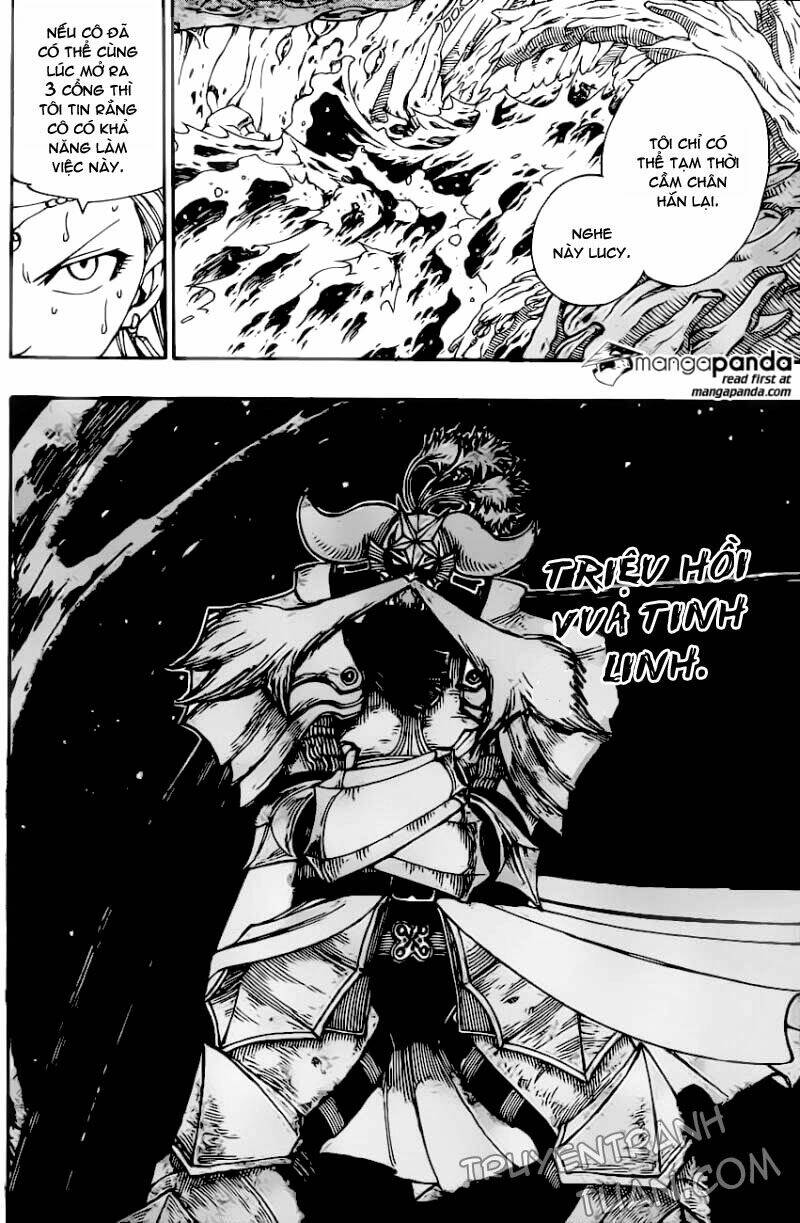 NẾU CÔ ĐÃ
CÓ THỂ CÙNG
LÚC MỞ RA
3 CỔNG THÌ
TÔI TIN RẰNG
CÔ CÓ KHẢ
NĂNG LÀM
VIỆC NÀY.
TÔI CHỈ CÓ
THỂ TẠM THỜI
CẦM CHÂN
HẮN LẠI.
NGHE
NÀY LUCY.
mangapanda
read first at
mangapanda.com
TRIỆU HỒI
VUA TINH
LINH.
TRUYENTRANH
TITAN.COM